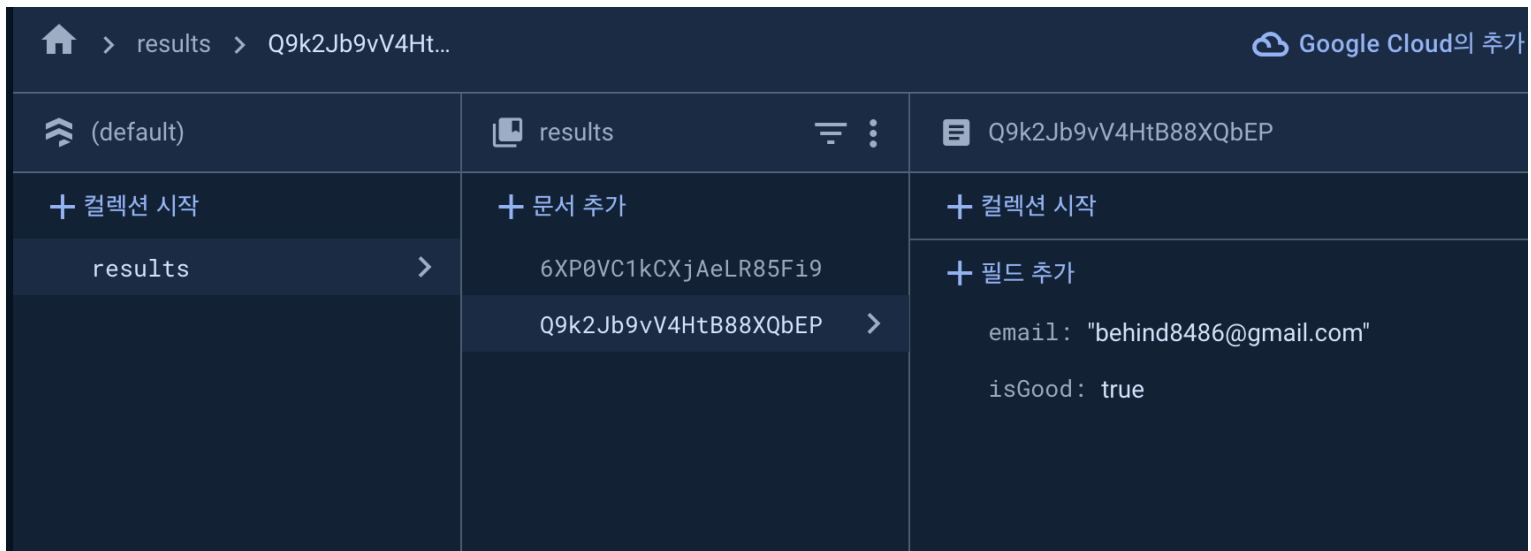 results > Q9k2Jb9vV4Ht...
Google Cloud의 추가
(default)
results
Q9k2Jb9vV4HtB88XQbEP
+ 컬렉션 시작
+ 문서 추가
+ 컬렉션 시작
results
6XP0VC1kCXjAeLR85Fi9
+ 필드 추가
Q9k2Jb9vV4HtB88XQbEP
email: "behind8486@gmail.com"
isGood: true